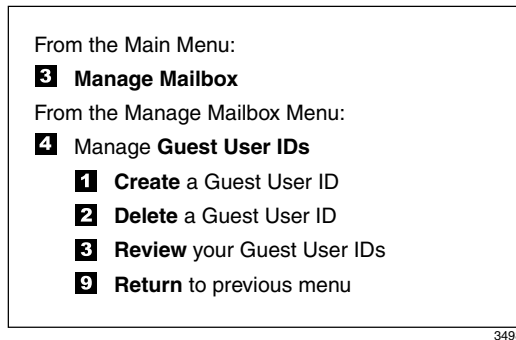 From the Main Menu:
3 Manage Mailbox
From the Manage Mailbox Menu:
4 Manage Guest User IDs
1 Create a Guest User ID
2 Delete a Guest User ID
3 Review your Guest User IDs
9 Return to previous menu